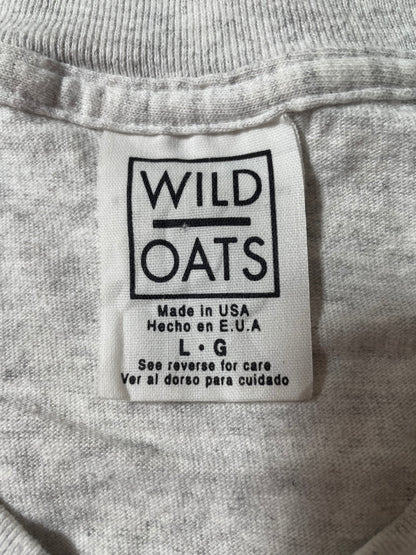 WILD
OATS
Made in USA
Hecho en E.U.A
L • G
See reverse for care
Ver al dorso para cuidado